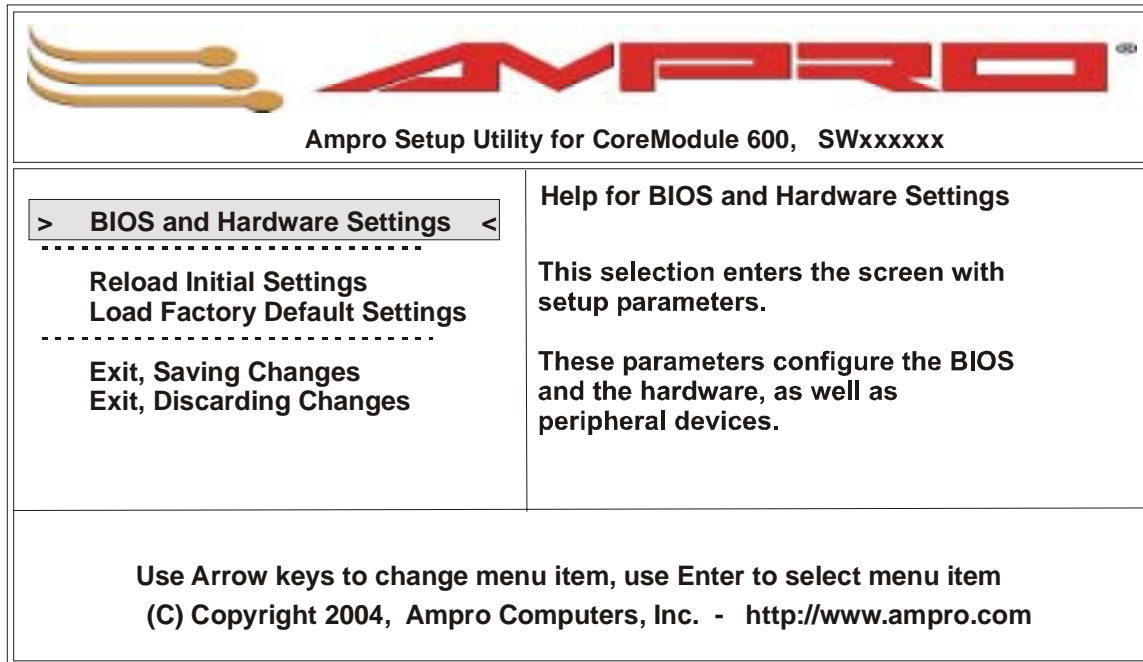 AMPRO®
Ampro Setup Utility for CoreModule 600, SWxxxxxx
> BIOS and Hardware Settings <
Reload Initial Settings
Load Factory Default Settings
Exit, Saving Changes
Exit, Discarding Changes
Help for BIOS and Hardware Settings
This selection enters the screen with
setup parameters.
These parameters configure the BIOS
and the hardware, as well as
peripheral devices.
Use Arrow keys to change menu item, use Enter to select menu item
(C) Copyright 2004, Ampro Computers, Inc. - http://www.ampro.com